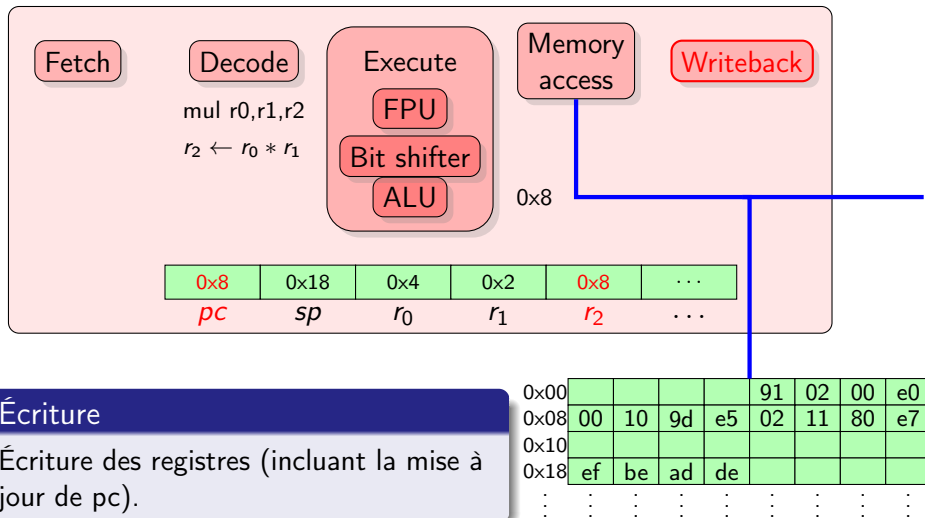 Fetch
Decode
Execute
Memory
access
Writeback
mul r0,r1,r2
r₂ ← r₀ * r₁
FPU
Bit shifter
ALU
0x8
0x8 0x18 0x4 0x2 0x8 ...
pc sp r₀ r₁ r₂ ...
Écriture
Écriture des registres (incluant la mise à
jour de pc).
0x00 91 02 00 e0
0x08 00 10 9d e5 02 11 80 e7
0x10
0x18 ef be ad de